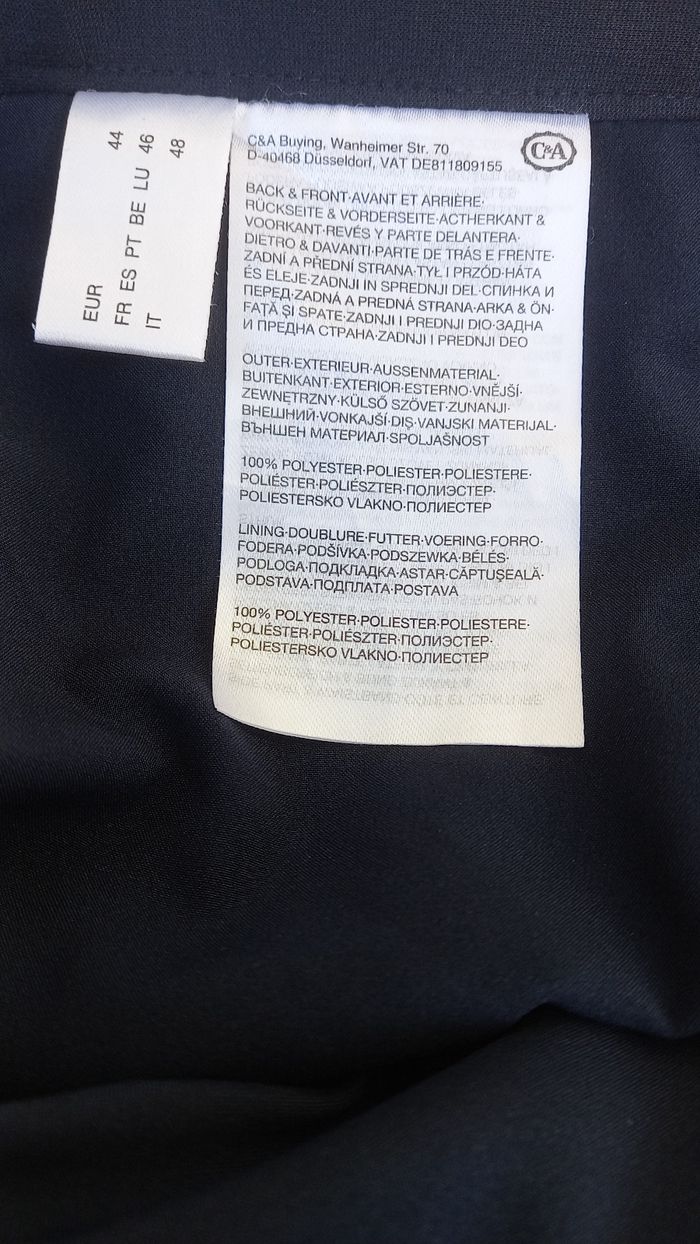 EUR 44
FR ES PT BE LU 46
IT 48
C&A Buying, Wanheimer Str. 70
D-40468 Düsseldorf, VAT DE811809155
C&A
BACK & FRONT·AVANT ET ARRIÈRE·
RÜCKSEITE & VORDERSEITE·ACTHERKANT &
VOORKANT·REVÉS Y PARTE DELANTERA·
DIETRO & DAVANTI·PARTE DE TRÁS E FRENTE·
ZADNÍ A PŘEDNÍ STRANA·TYŁ I PRZÓD·HÁTA
ÉS ELEJE·ZADNJI IN SPREDNJI DEL·СПИНКА И
ПЕРЕД·ZADNÁ A PREDNÁ STRANA·ARKA & ÖN·
FAȚĂ ȘI SPATE·ZADNJI I PREDNJI DIO·ЗАДНА
И ПРЕДНА СТРАНА·ZADNJI I PREDNJI DEO
OUTER·EXTERIEUR·AUSSENMATERIAL·
BUITENKANT·EXTERIOR·ESTERNO·VNĚJŠÍ·
ZEWNĘTRZNY·KÜLSŐ SZÖVET·ZUNANJI·
ВНЕШНИЙ·VONKAJŠÍ·DIŞ·VANJSKI MATERIJAL·
ВЪНШЕН МАТЕРИАЛ·SPOLJAŠNOST
100% POLYESTER·POLIESTER·POLIESTERE·
POLIÉSTER·POLIÉSZTER·ПОЛИЭСТЕР·
POLIESTERSKO VLAKNO·ПОЛИЕСТЕР
LINING·DOUBLURE·FUTTER·VOERING·FORRO·
FODERA·PODŠÍVKA·PODSZEWKA·BÉLÉS·
PODLOGA·ПОДКЛАДКА·ASTAR·CĂPTUȘEALĂ·
PODSTAVA·ПОДПЛАТА·POSTAVA
100% POLYESTER·POLIESTER·POLIESTERE·
POLIÉSTER·POLIÉSZTER·ПОЛИЭСТЕР·
POLIESTERSKO VLAKNO·ПОЛИЕСТЕР